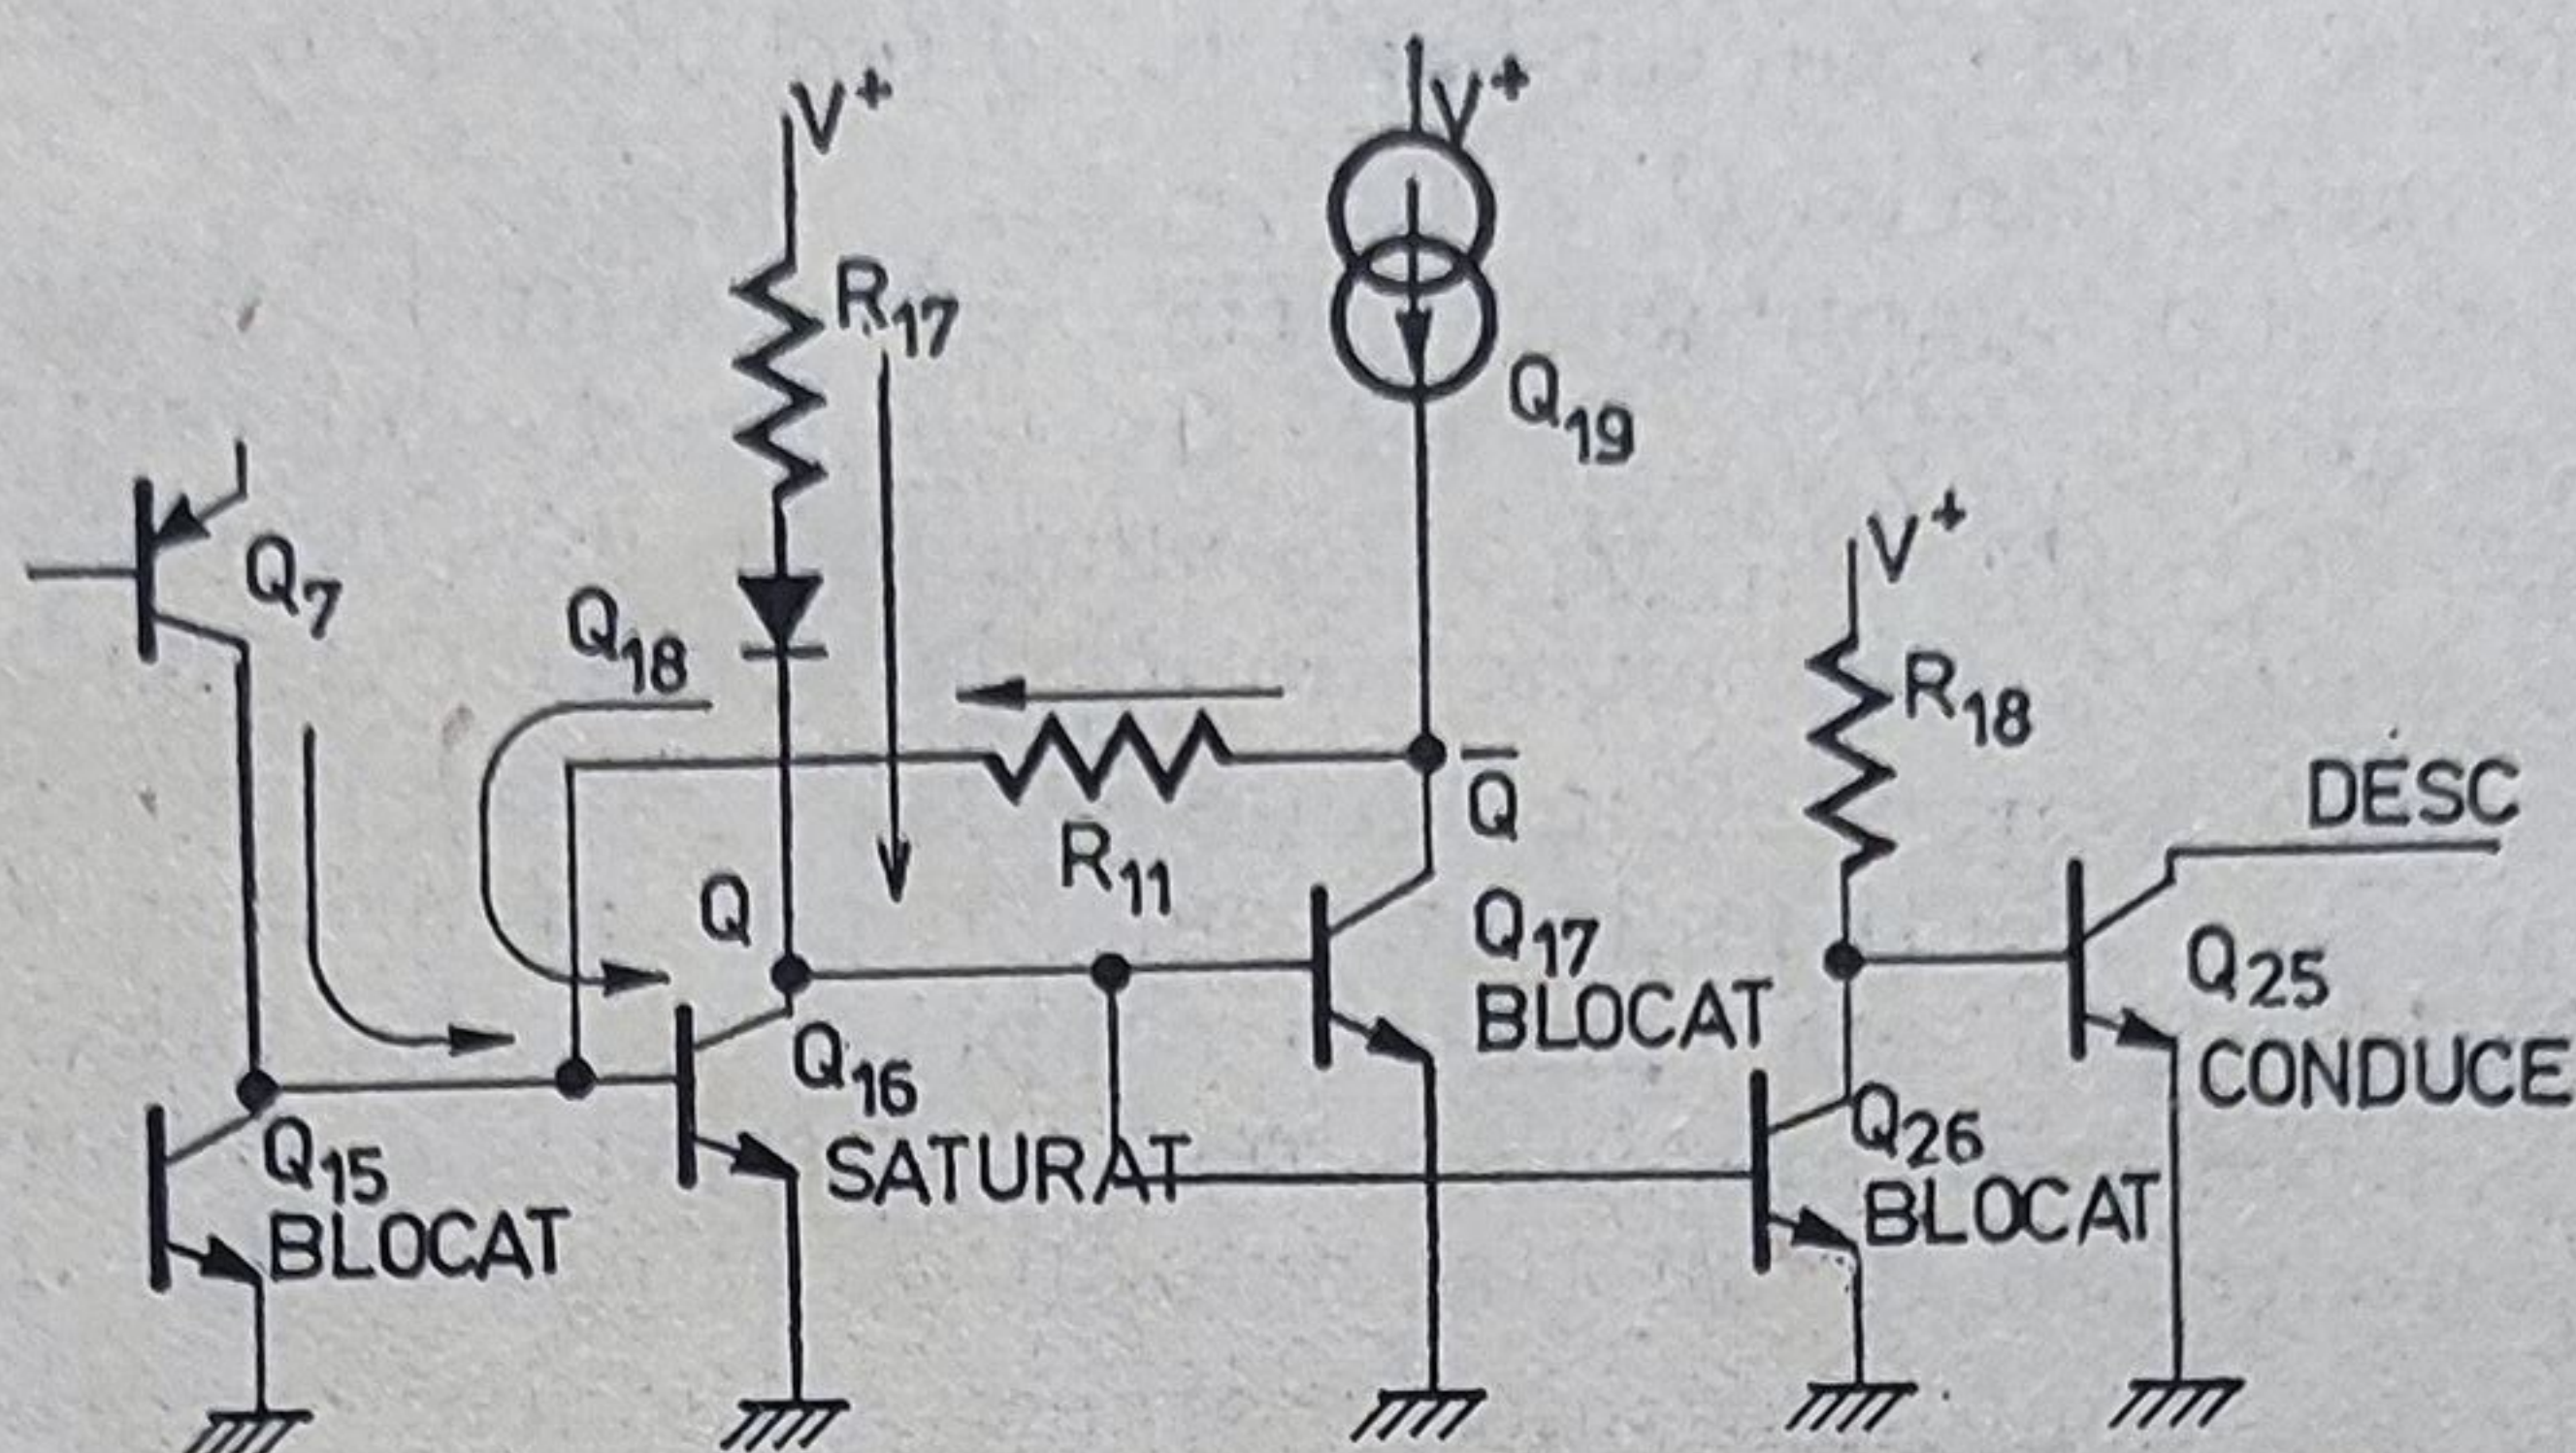 V+
V+
R17
Q19
Q7
V+
Q18
R18
Q̅
DESC
R11
Q
Q17
BLOCAT
Q25
CONDUCE
Q16
SATURAT
Q26
BLOCAT
Q15
BLOCAT